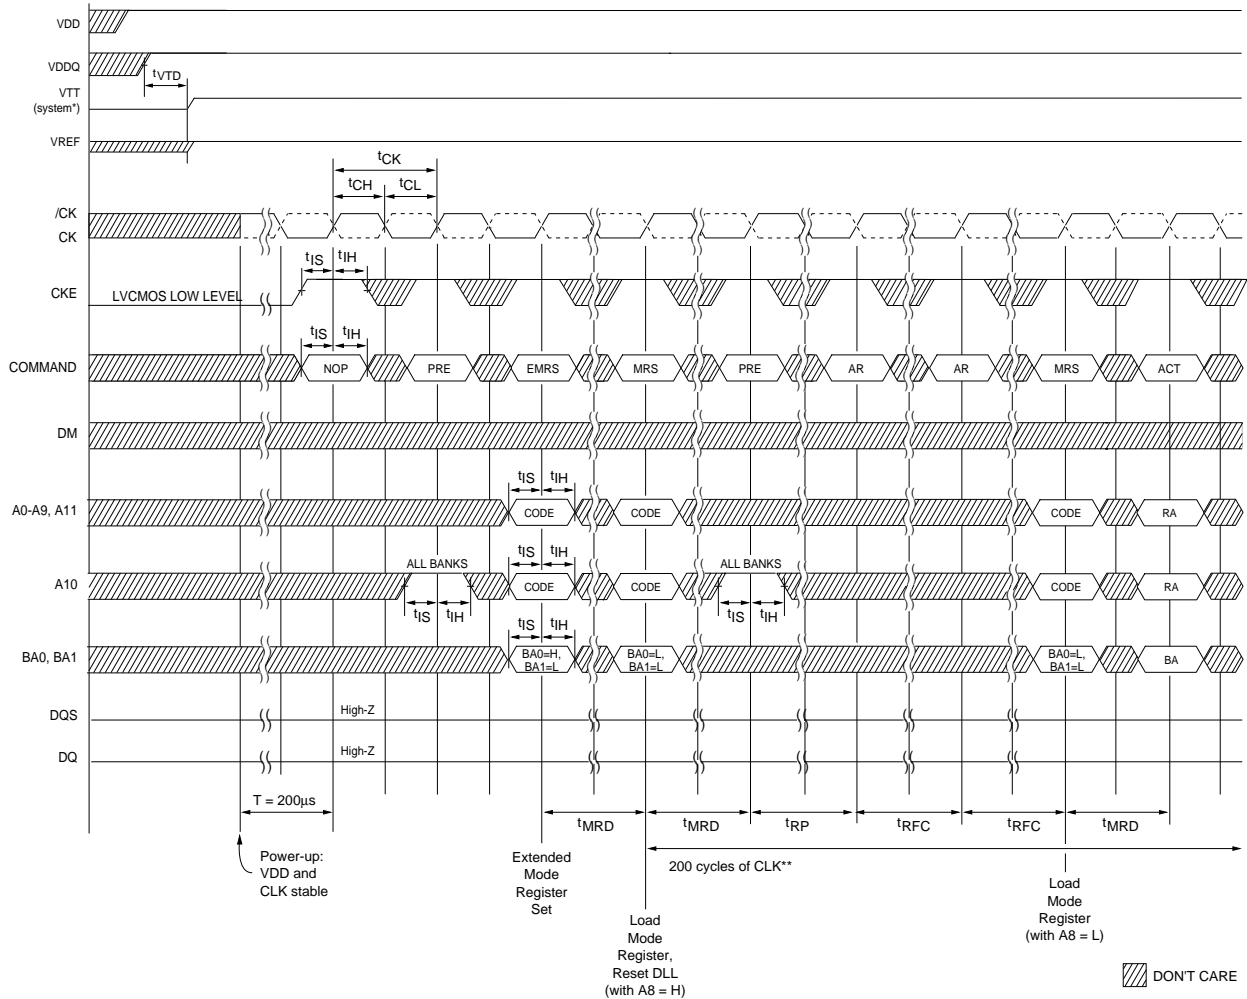 VDD
VDDQ
tVTD
VTT
(system*)
VREF
tCK
tCH tCL
/CK
CK
tIS tIH
CKE
LVCMOS LOW LEVEL
tIS tIH
COMMAND
NOP PRE EMRS MRS PRE AR AR MRS ACT
DM
tIS tIH
A0-A9, A11
CODE CODE CODE RA
ALL BANKS tIS tIH ALL BANKS
A10
CODE CODE CODE RA
tIS tIH tIS tIH
tIS tIH
BA0, BA1
BA0=H, BA0=L, BA0=L, BA
BA1=L BA1=L BA1=L
DQS
High-Z
DQ
High-Z
T = 200µs
tMRD tMRD tRP tRFC tRFC tMRD
Power-up:
VDD and
CLK stable
Extended
Mode
Register
Set
200 cycles of CLK**
Load
Mode
Register,
Reset DLL
(with A8 = H)
Load
Mode
Register
(with A8 = L)
DON'T CARE